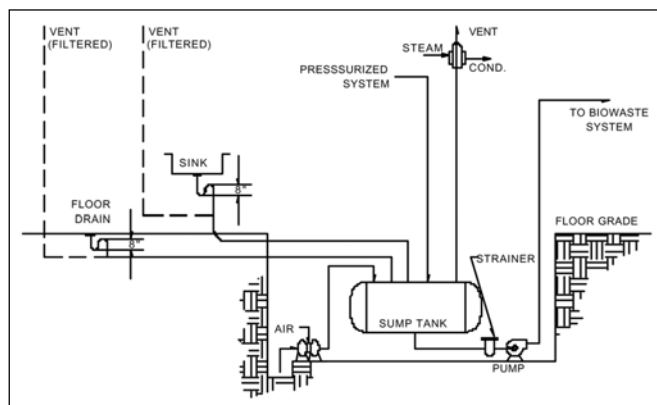 VENT
(FILTERED)
VENT
(FILTERED)
VENT
STEAM
COND.
PRESSSURIZED
SYSTEM
TO BIOWASTE
SYSTEM
SINK
8"
FLOOR
DRAIN
8"
FLOOR GRADE
STRAINER
AIR
SUMP TANK
PUMP